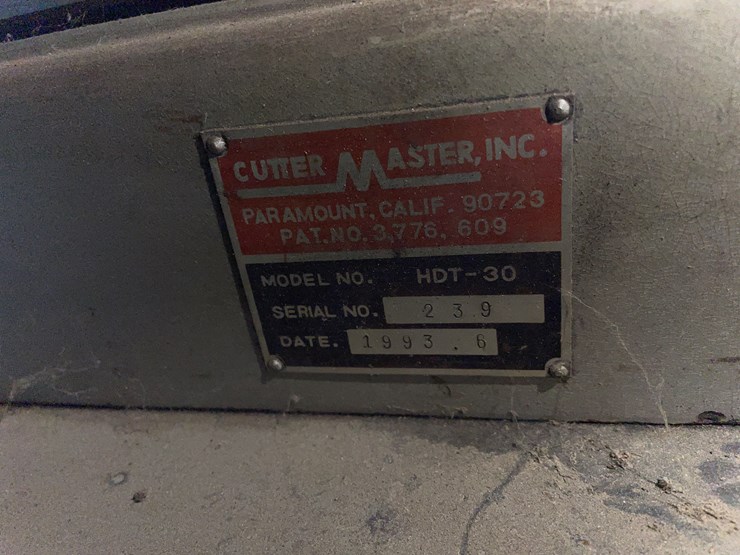 CUTTER MASTER, INC.
PARAMOUNT, CALIF. 90723
PAT. NO. 3,776, 609
MODEL NO. HDT-30
SERIAL NO. 239
DATE. 1993.6